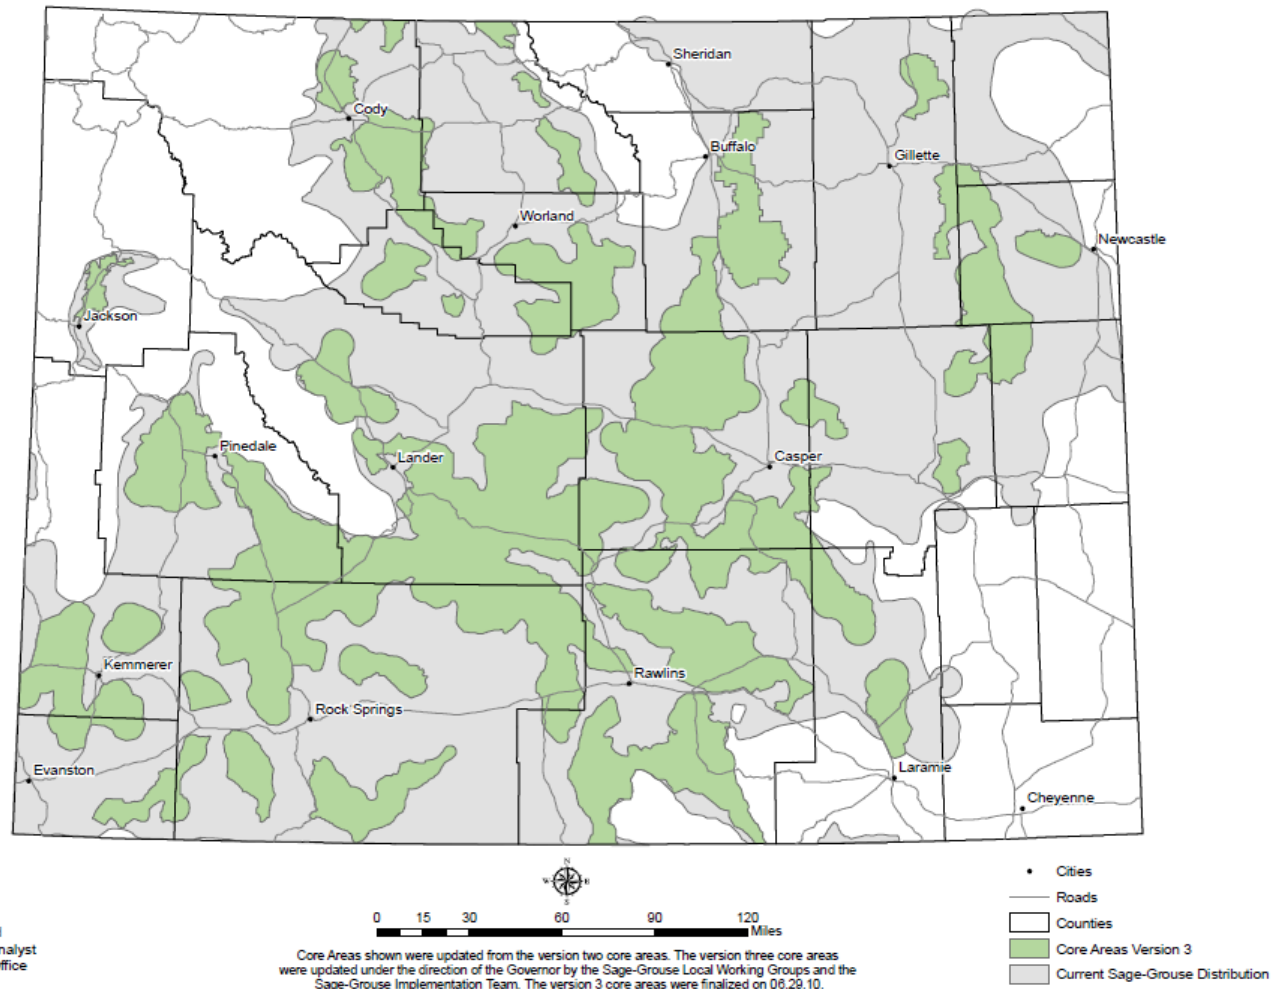 Sheridan
Cody
Buffalo
Gillette
Worland
Newcastle
Jackson
Pinedale
Lander
Casper
Kemmerer
Rawlins
Rock Springs
Evanston
Laramie
Cheyenne
N
W E
S
0 15 30 60 90 120
Miles
Cities
Roads
Counties
Core Areas Version 3
Current Sage-Grouse Distribution
nalyst
ffice
Core Areas shown were updated from the version two core areas. The version three core areas
were updated under the direction of the Governor by the Sage-Grouse Local Working Groups and the
Sage-Grouse Implementation Team. The version 3 core areas were finalized on 06.29.10.